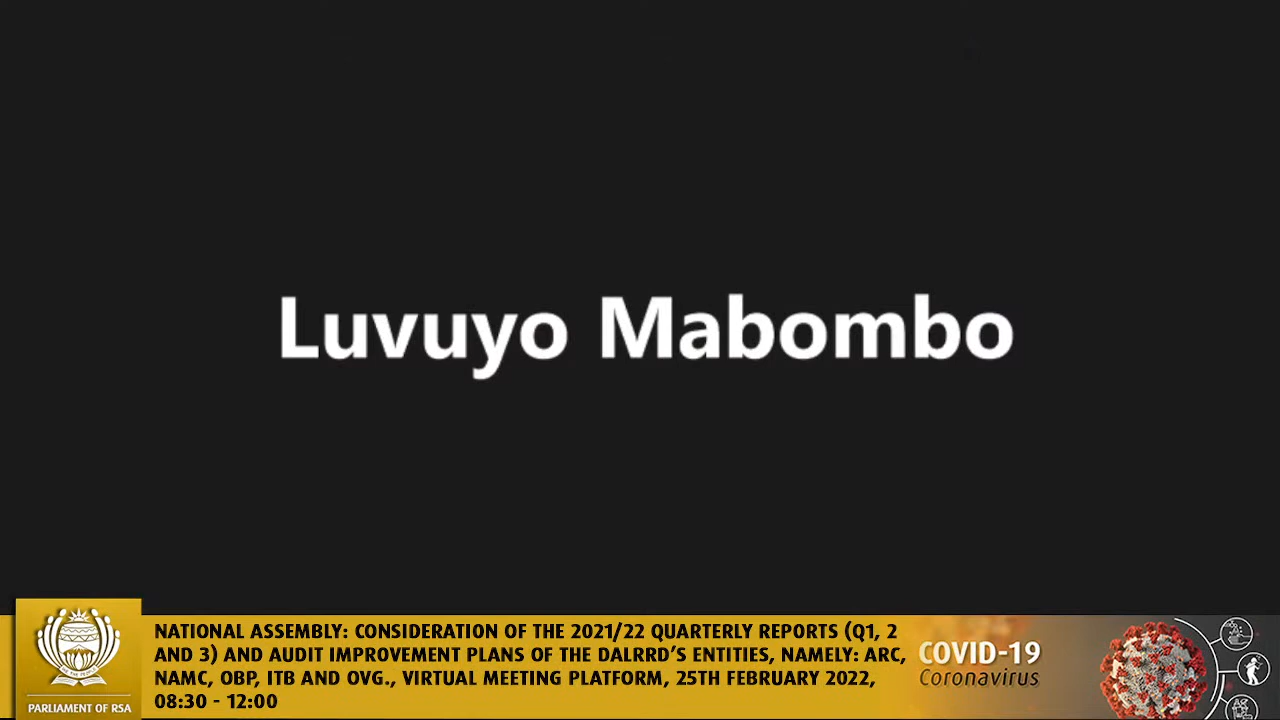 Luvuyo Mabombo
NATIONAL ASSEMBLY: CONSIDERATION OF THE 2021/22 QUARTERLY REPORTS (Q1, 2
AND 3) AND AUDIT IMPROVEMENT PLANS OF THE DALRRD'S ENTITIES, NAMELY: ARC,
NAMC, OBP, ITB AND OVG., VIRTUAL MEETING PLATFORM, 25TH FEBRUARY 2022,
08:30 - 12:00
PARLIAMENT OF RSA
COVID-19
Coronavirus